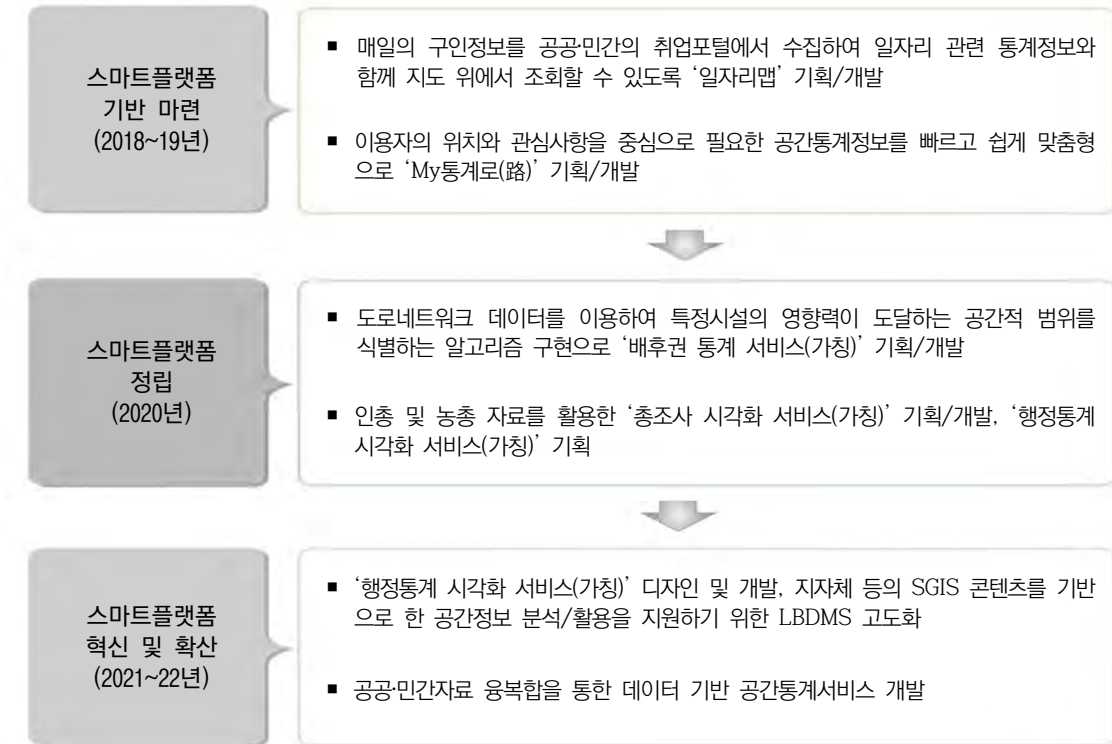 스마트플랫폼
기반 마련
(2018~19년)
▪ 매일의 구인정보를 공공·민간의 취업포털에서 수집하여 일자리 관련 통계정보와
함께 지도 위에서 조회할 수 있도록 ‘일자리맵’ 기획/개발
▪ 이용자의 위치와 관심사항을 중심으로 필요한 공간통계정보를 빠르고 쉽게 맞춤형
으로 ‘My통계로(路)’ 기획/개발
스마트플랫폼
정립
(2020년)
▪ 도로네트워크 데이터를 이용하여 특정시설의 영향력이 도달하는 공간적 범위를
식별하는 알고리즘 구현으로 ‘배후권 통계 서비스(가칭)’ 기획/개발
▪ 인총 및 농총 자료를 활용한 ‘총조사 시각화 서비스(가칭)’ 기획/개발, ‘행정통계
시각화 서비스(가칭)’ 기획
스마트플랫폼
혁신 및 확산
(2021~22년)
▪ ‘행정통계 시각화 서비스(가칭)’ 디자인 및 개발, 지자체 등의 SGIS 콘텐츠를 기반
으로 한 공간정보 분석/활용을 지원하기 위한 LBDMS 고도화
▪ 공공·민간자료 융복합을 통한 데이터 기반 공간통계서비스 개발